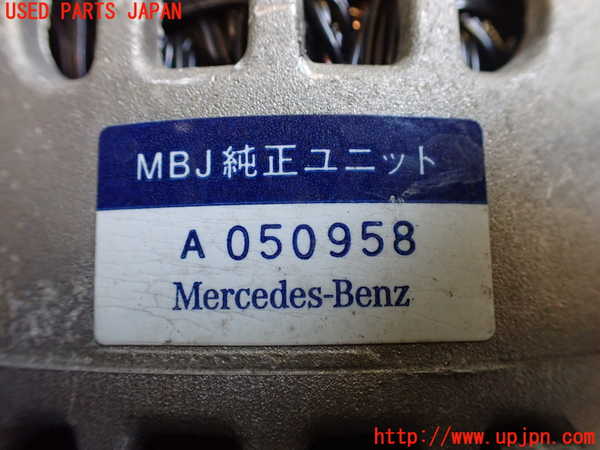 USED PARTS JAPAN
MBJ純正ユニット
A 050958
Mercedes-Benz
http://www.upjpn.com/